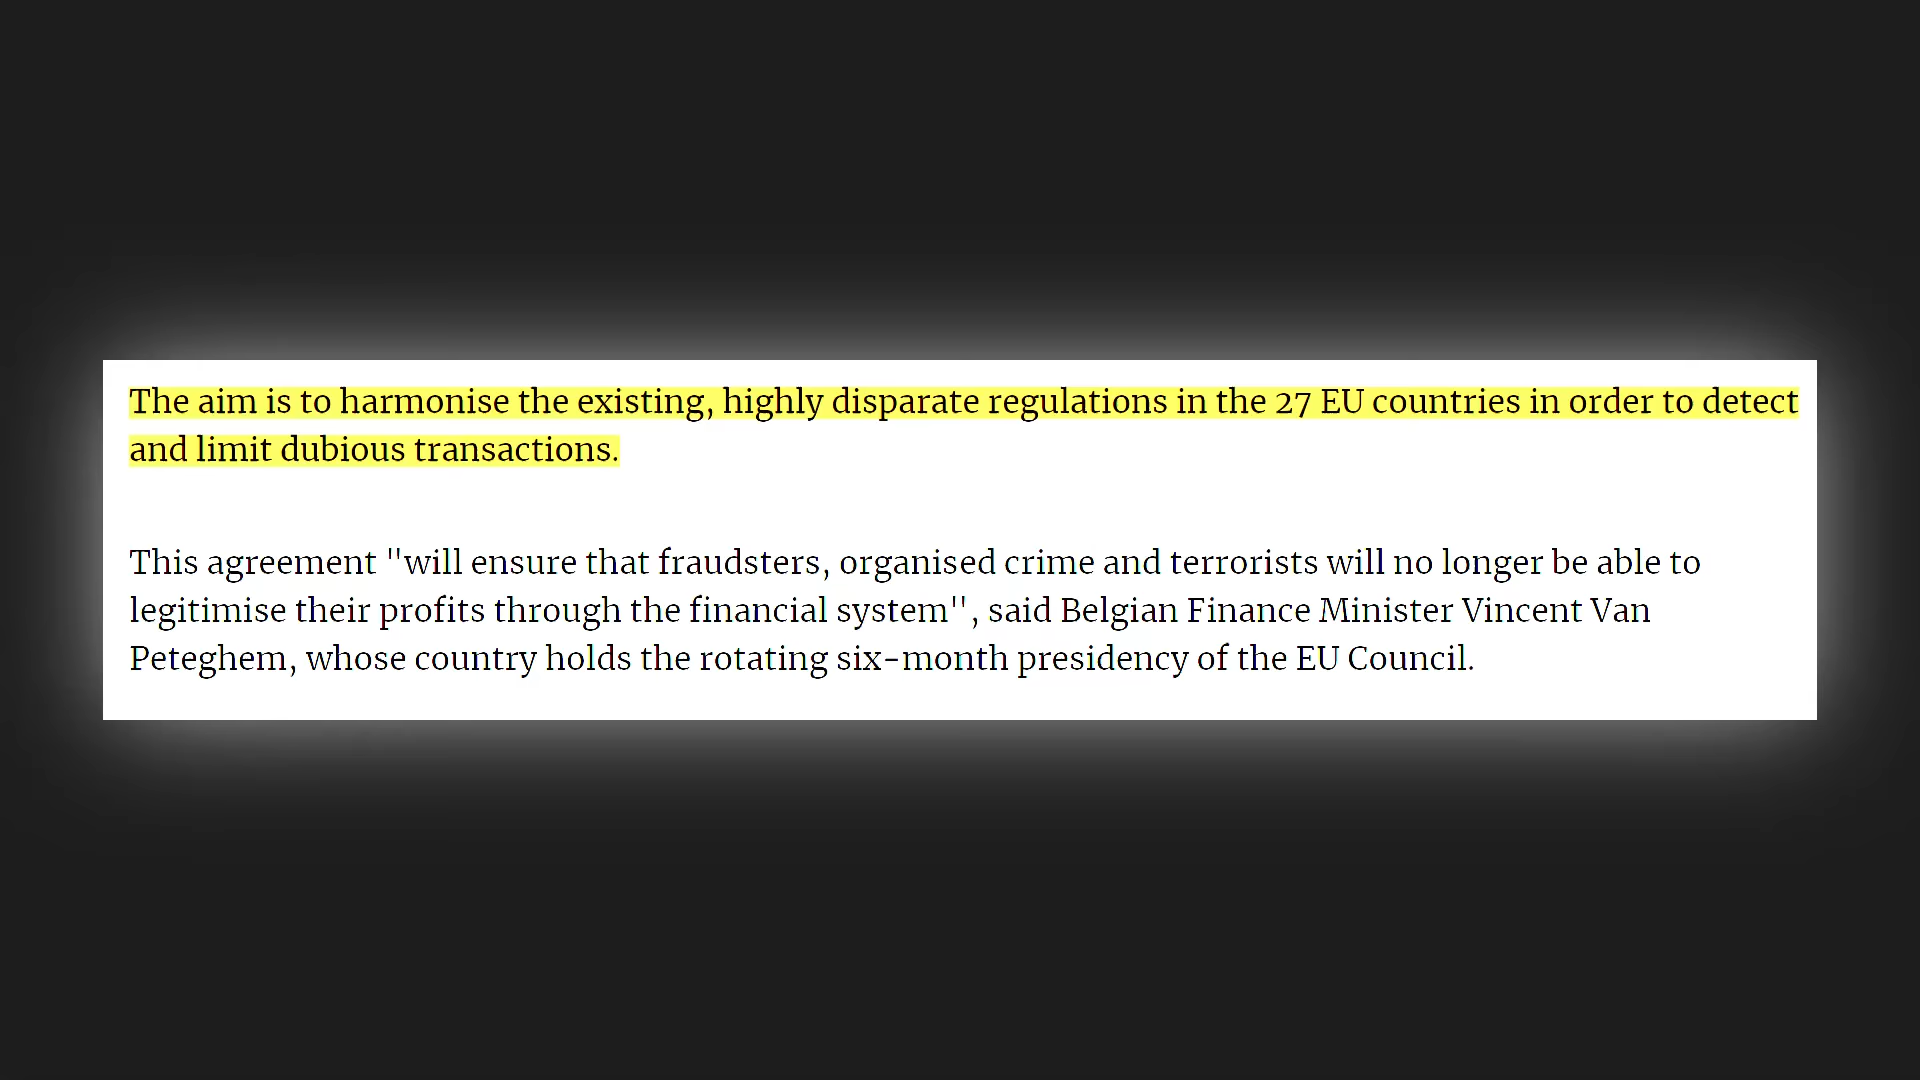 The aim is to harmonise the existing, highly disparate regulations in the 27 EU countries in order to detect
and limit dubious transactions.
This agreement "will ensure that fraudsters, organised crime and terrorists will no longer be able to
legitimise their profits through the financial system", said Belgian Finance Minister Vincent Van
Peteghem, whose country holds the rotating six-month presidency of the EU Council.